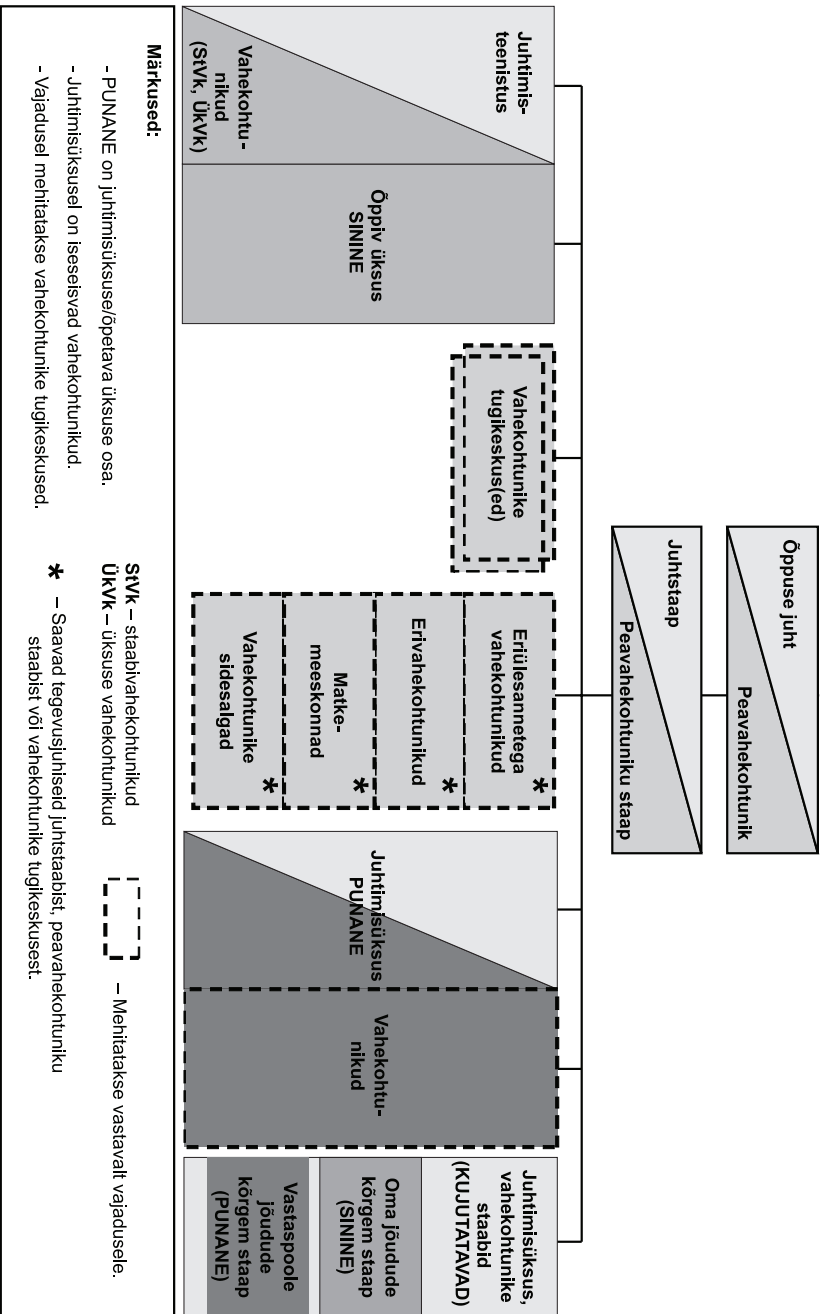 Õppuse juht
Peavahekohtunik
Juhtstaap
Peavahekohtuniku staap
Juhtimis-
teenistus
Vahekohtu-
nikud
(StVk, ÜkVk)
Õppiv üksus
SININE
Vahekohtunike
tugikeskus(ed)
Eriülesannetega
vahekohtunikud
*
Erivahekohtunikud
*
Matke-
meeskonnad
*
Vahekohtunike
sidesalgad
*
Juhtimisüksus
PUNANE
Vahekohtu-
nikud
Juhtimisüksus,
vahekohtunike
staabid
(KUJUTATAVAD)
Oma jõudude
kõrgem staap
(SININE)
Vastaspoole
jõudude
kõrgem staap
(PUNANE)
Märkused:
- PUNANE on juhtimisüksuse/õpetava üksuse osa.
- Juhtimisüksusel on iseseisvad vahekohtunikud.
- Vajadusel mehitatakse vahekohtunike tugikeskused.
StVk – staabivahekohtunikud
ÜkVk – üksuse vahekohtunikud
* – Saavad tegevusjuhiseid juhtstaabist, peavahekohtuniku
staabist või vahekohtunike tugikeskusest.
– Mehitatakse vastavalt vajadusele.